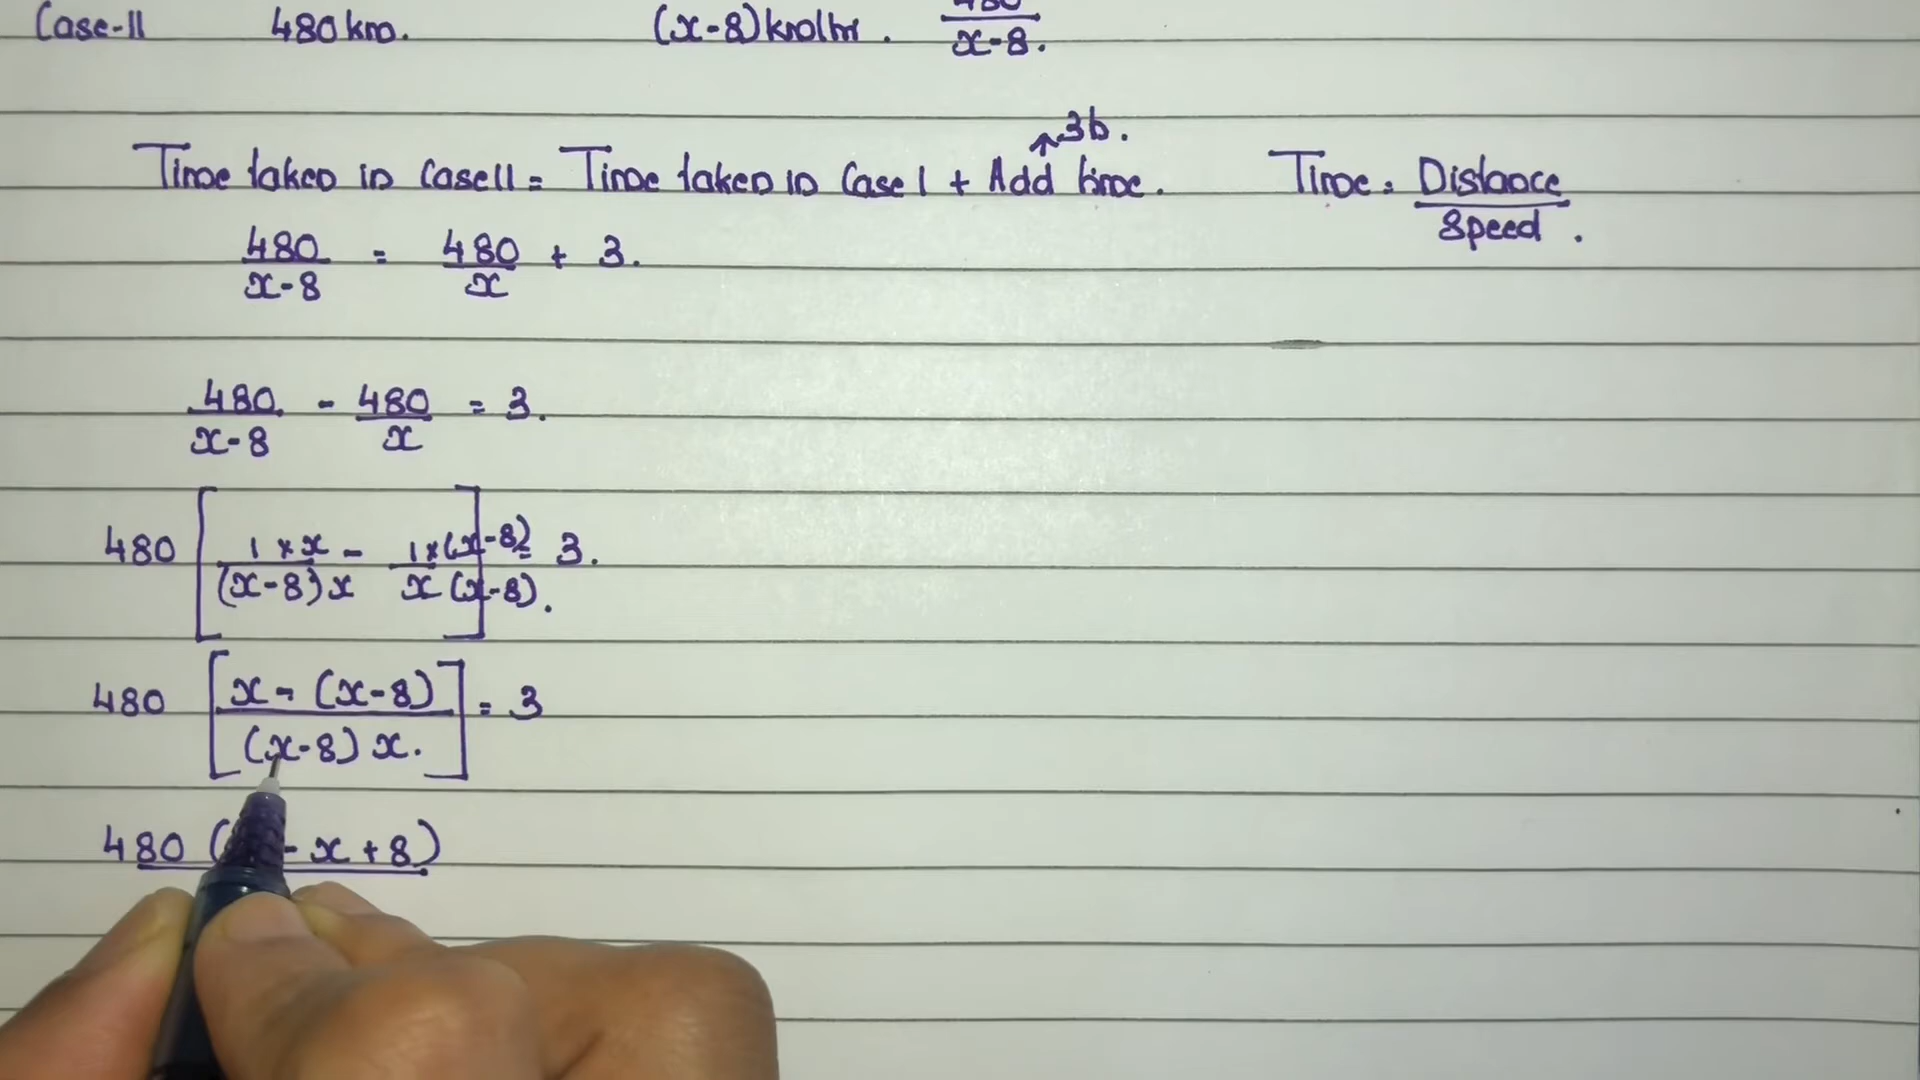 Case-II 480km. (x-8)km/hr. 480/x-8.
3h.
Time taken in Case II = Time taken in Case I + Add time. Time = Distance/Speed.
480/x-8 = 480/x + 3.
480/x-8 - 480/x = 3.
480 [1×x/(x-8)x - 1×(x-8)/x(x-8)] = 3.
480 [x-(x-8)/(x-8)x.] = 3
480 ( - x+8)